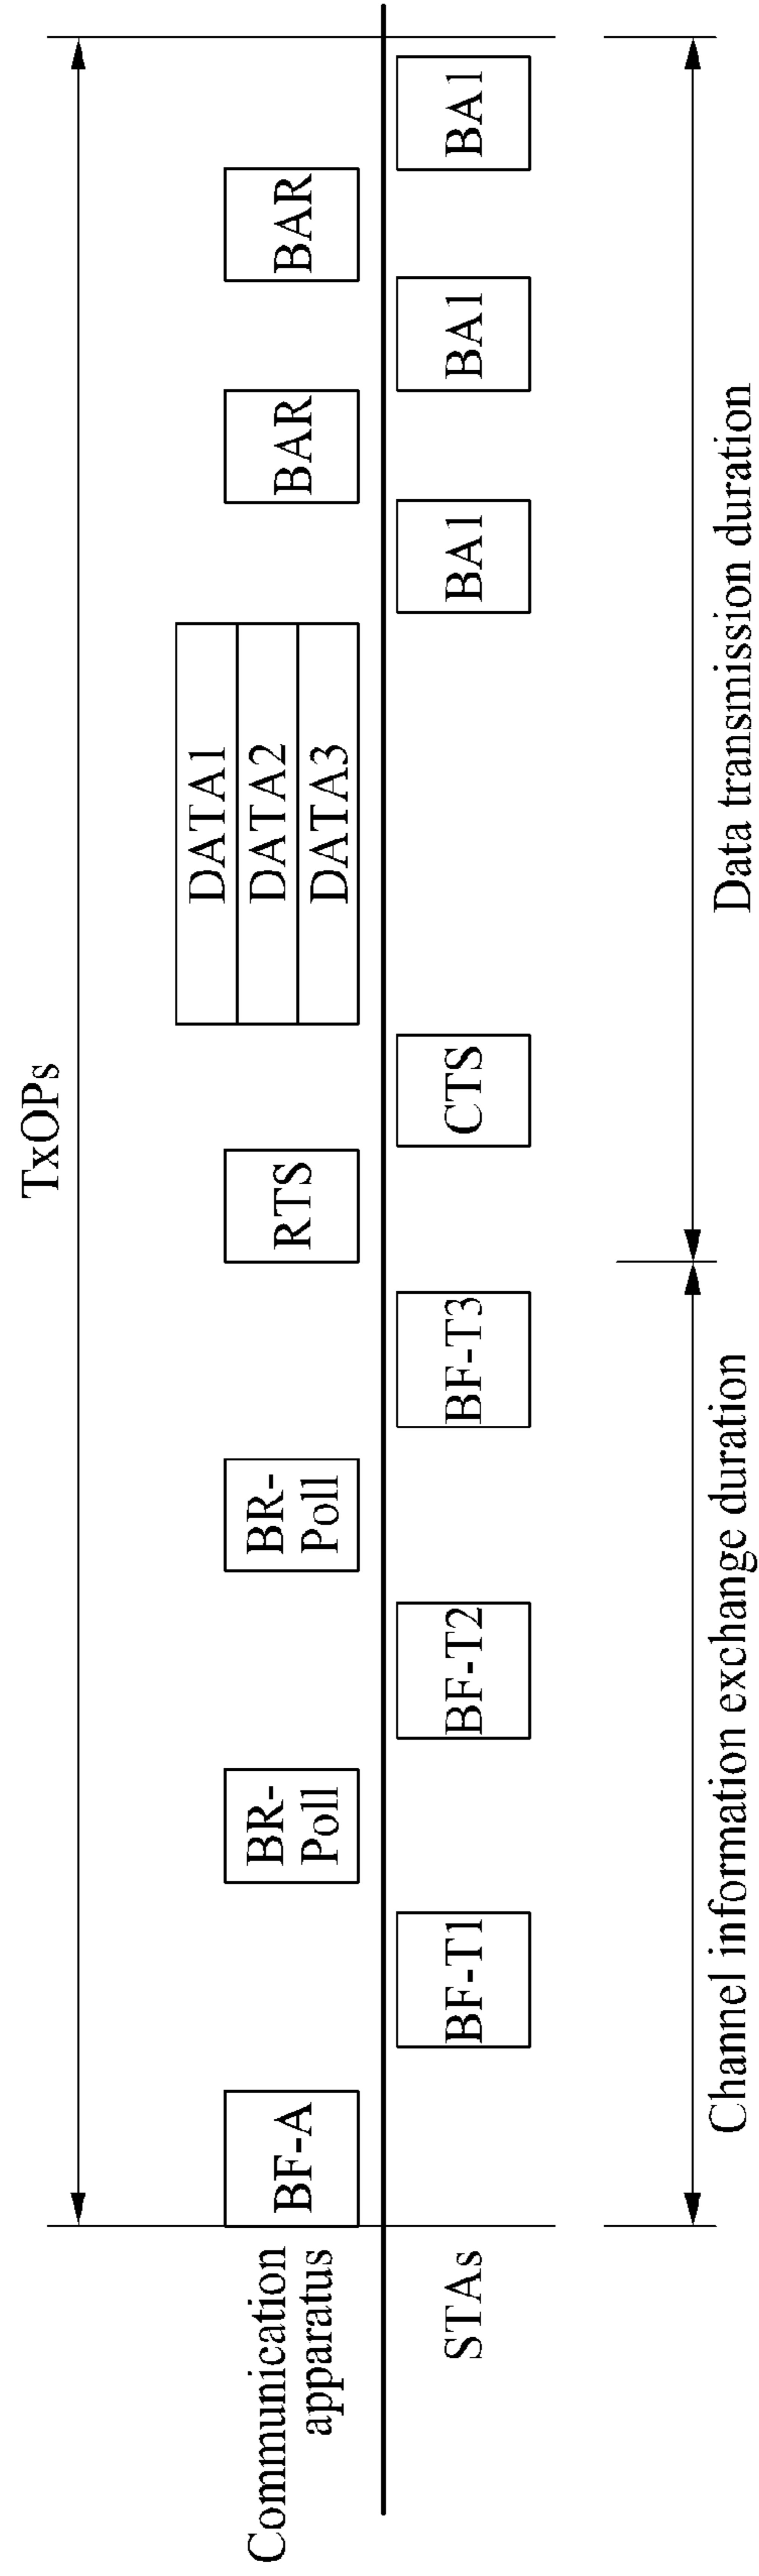 TxOPs
Communication
apparatus
BF-A
BR-
Poll
BR-
Poll
RTS
DATA1
DATA2
DATA3
BAR
BAR
STAs
BF-T1
BF-T2
BF-T3
CTS
BA1
BA1
BA1
Channel information exchange duration
Data transmission duration